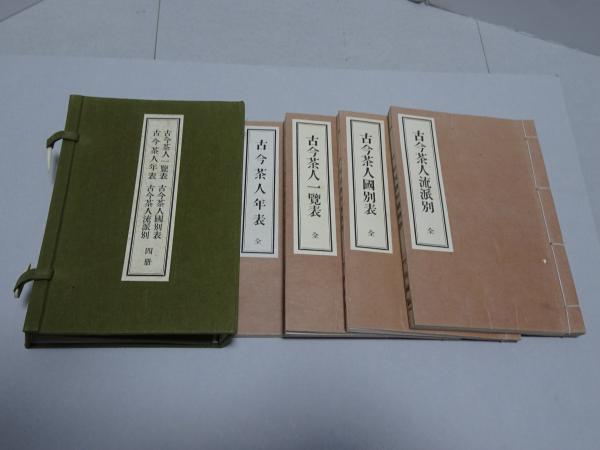 古今茶人一覽表　古今茶人國別表
古今茶人年表　古今茶人流派別　四册
古今茶人年表　全
古今茶人一覽表　全
古今茶人國別表　全
古今茶人流派別　全